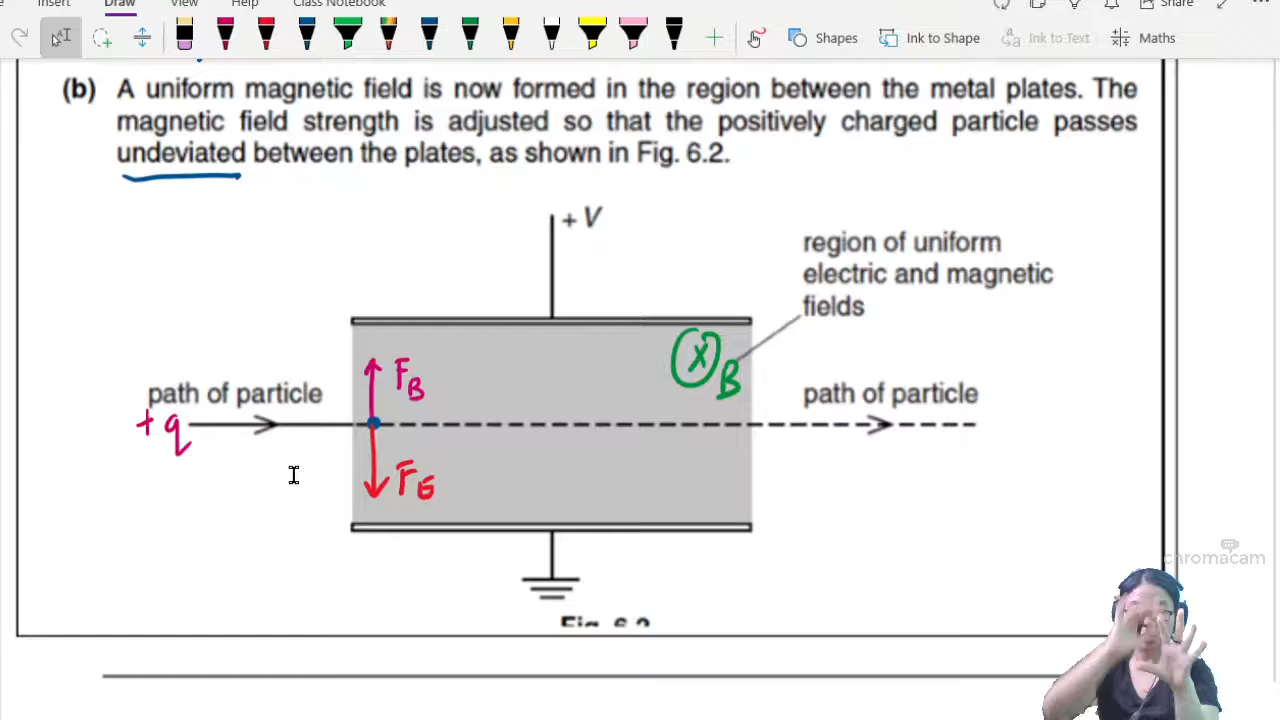 Insert Draw View Help Class Notebook Share
Shapes Ink to Shape Ink to Text Maths
(b) A uniform magnetic field is now formed in the region between the metal plates. The
magnetic field strength is adjusted so that the positively charged particle passes
undeviated between the plates, as shown in Fig. 6.2.
+ V
region of uniform
electric and magnetic
fields
X
B
F_B
path of particle
path of particle
+ q
F_E
Fig. 6.2
chromacam